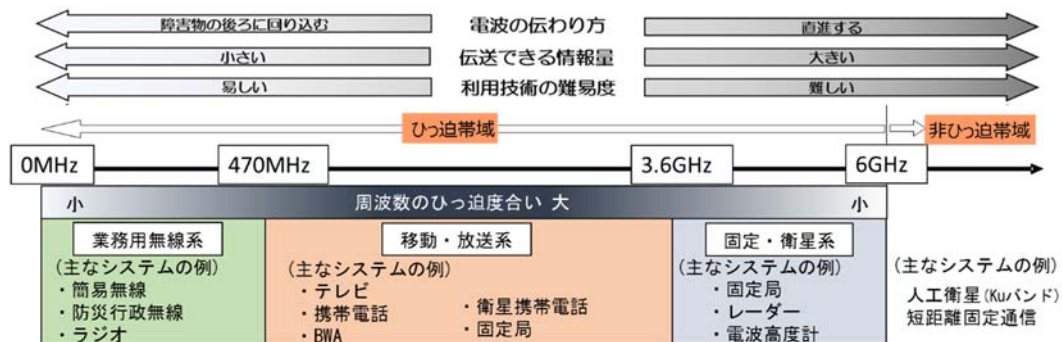 障害物の後ろに回り込む 電波の伝わり方 直進する
小さい 伝送できる情報量 大きい
易しい 利用技術の難易度 難しい
ひっ迫帯域 非ひっ迫帯域
0MHz 470MHz 3.6GHz 6GHz
小 周波数のひっ迫度合い 大 小
業務用無線系
(主なシステムの例)
・簡易無線
・防災行政無線
・ラジオ
移動・放送系
(主なシステムの例)
・テレビ
・携帯電話
・BWA
・衛星携帯電話
・固定局
固定・衛星系
(主なシステムの例)
・固定局
・レーダー
・電波高度計
(主なシステムの例)
人工衛星(Kuバンド)
短距離固定通信